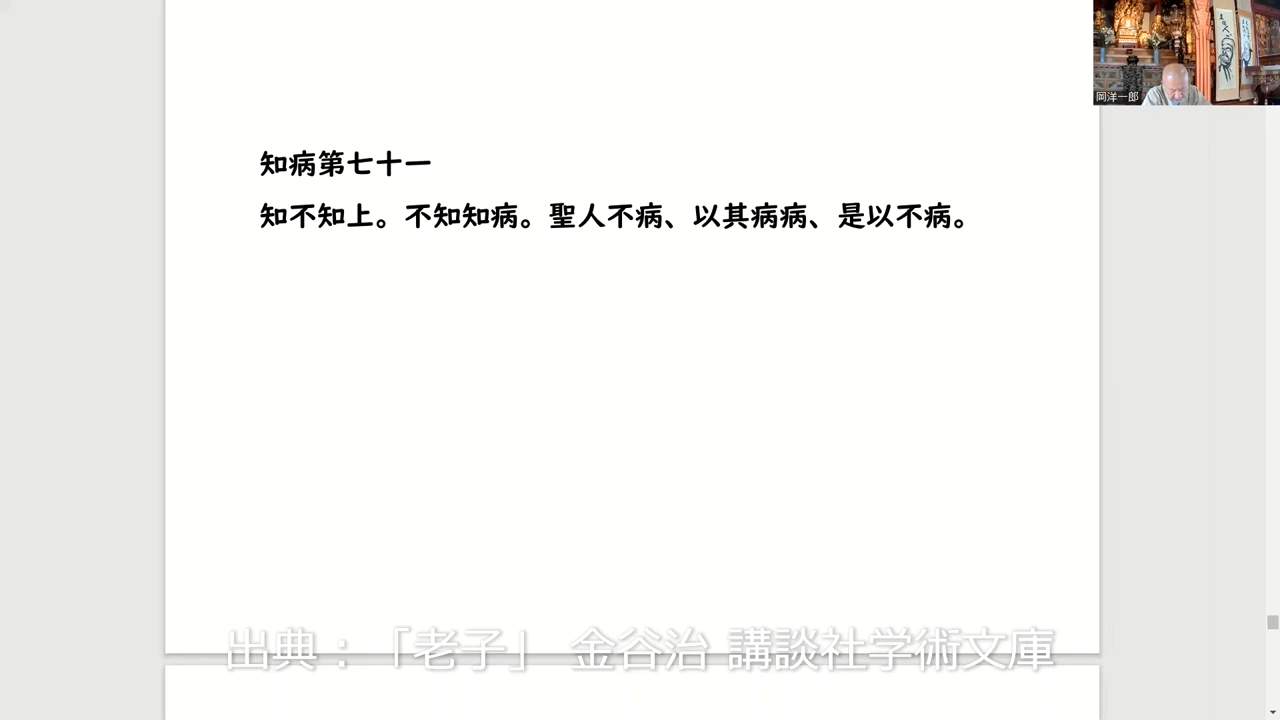 知病第七十一
知不知上。不知知病。聖人不病、以其病病、是以不病。
岡洋一郎
出典：「老子」 金谷治 講談社学術文庫